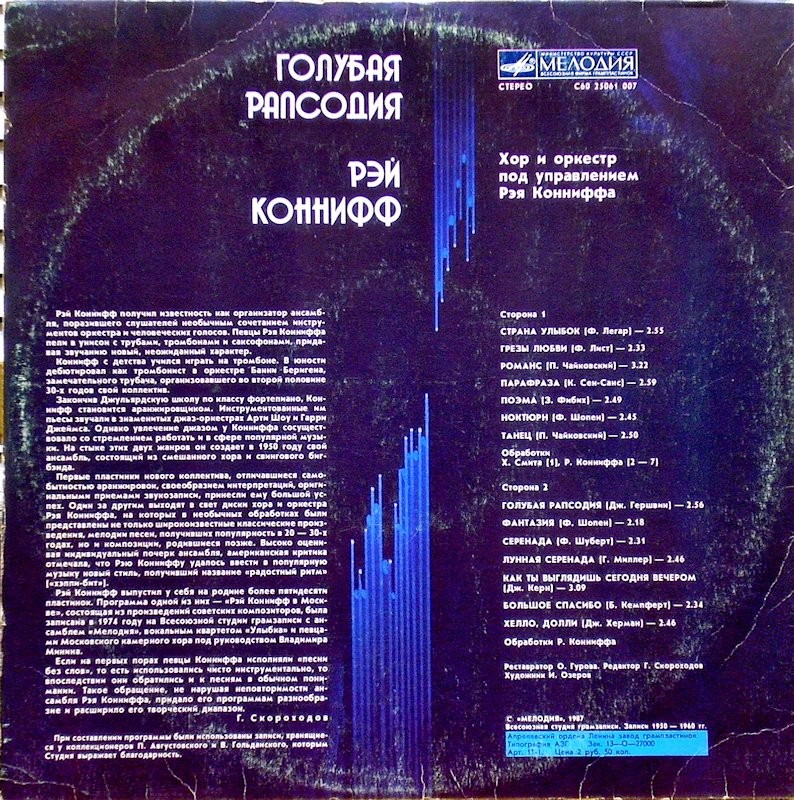 ГОЛУБАЯ
РАПСОДИЯ
РЭЙ
КОННИФФ
МИНИСТЕРСТВО КУЛЬТУРЫ СССР
МЕЛОДИЯ
ВСЕСОЮЗНАЯ ФИРМА ГРАМПЛАСТИНОК
СТЕРЕО С60 25061 007
Хор и оркестр
под управлением
Рэя Конниффа
Рэй Коннифф получил известность как организатор ансамб-
ля, поразившего слушателей необычным сочетанием инстру-
ментов оркестра и человеческих голосов. Певцы Рэя Конниффа
пели в унисон с трубами, тромбонами и саксофонами, прида-
вая звучанию новый, неожиданный характер.
Коннифф с детства учился играть на тромбоне. В юности
дебютировал как тромбонист в оркестре Банни Беригена,
замечательного трубача, организовавшего во второй половине
30-х годов свой коллектив.
Закончив Джульярдскую школу по классу фортепиано, Кон-
нифф становится аранжировщиком. Инструментованные им
пьесы звучали в знаменитых джаз-оркестрах Арти Шоу и Гарри
Джеймса. Однако увлечение джазом у Конниффа сосущест-
вовало со стремлением работать и в сфере популярной музы-
ки. На стыке этих двух жанров он создает в 1950 году свой
ансамбль, состоящий из смешанного хора и свингового биг-
бэнда.
Первые пластинки нового коллектива, отличавшиеся само-
бытностью аранжировок, своеобразием интерпретаций, ориги-
нальными приемами звукозаписи, принесли ему большой ус-
пех. Один за другим выходят в свет диски хора и оркестра
Рэя Конниффа, на которых в необычных обработках были
представлены не только широкоизвестные классические произ-
ведения, мелодии песен, получивших популярность в 20 — 30-х
годах, но и композиции, родившиеся позже. Высоко оцени-
вая индивидуальный почерк ансамбля, американская критика
отмечала, что Рэю Конниффу удалось ввести в популярную
музыку новый стиль, получивший название «радостный ритм»
(«хэппи-бит»).
Рэй Коннифф выпустил у себя на родине более пятидесяти
пластинок. Программа одной из них — «Рэй Коннифф в Моск-
ве», состоящая из произведений советских композиторов, была
записана в 1974 году на Всесоюзной студии грамзаписи с ан-
самблем «Мелодия», вокальным квартетом «Улыбка» и певца-
ми Московского камерного хора под руководством Владимира
Минина.
Если на первых порах певцы Конниффа исполняли «песни
без слов», то есть использовались чисто инструментально, то
впоследствии они обратились и к песням в обычном пони-
мании. Такое обращение, не нарушая неповторимости ан-
самбля Рэя Конниффа, придало его программам разнообра-
зие и расширило его творческий диапазон.
Г. Скороходов
При составлении программы были использованы записи, храняще-
ся у коллекционеров П. Августовского и В. Гольданского, которым
Студия выражает благодарность.
Сторона 1
СТРАНА УЛЫБОК (Ф. Легар) — 2.55
ГРЕЗЫ ЛЮБВИ (Ф. Лист) — 2.33
РОМАНС (П. Чайковский) — 3.22
ПАРАФРАЗА (К. Сен-Санс) — 2.59
ПОЭМА (З. Фибих) — 2.49
НОКТЮРН (Ф. Шопен) — 2.45
ТАНЕЦ (П. Чайковский) — 2.50
Обработки
Х. Смита (1), Р. Конниффа (2 — 7)
Сторона 2
ГОЛУБАЯ РАПСОДИЯ (Дж. Гершвин) — 2.56
ФАНТАЗИЯ (Ф. Шопен) — 2.18
СЕРЕНАДА (Ф. Шуберт) — 2.31
ЛУННАЯ СЕРЕНАДА (Г. Миллер) — 2.46
КАК ТЫ ВЫГЛЯДИШЬ СЕГОДНЯ ВЕЧЕРОМ
(Дж. Керн) — 3.09
БОЛЬШОЕ СПАСИБО (Б. Кемпферт) — 2.34
ХЕЛЛО, ДОЛЛИ (Дж. Херман) — 2.46
Обработки Р. Конниффа
Реставратор О. Гурова. Редактор Г. Скороходов
Художник И. Озеров
© «МЕЛОДИЯ», 1987
Всесоюзная студия грамзаписи. Записи 1950 — 1960 гг.
Апрелевский ордена Ленина завод грампластинок
Типография АЗГ Зак. 13—О—27000
Арт. 11-1. Цена 2 руб. 50 коп.